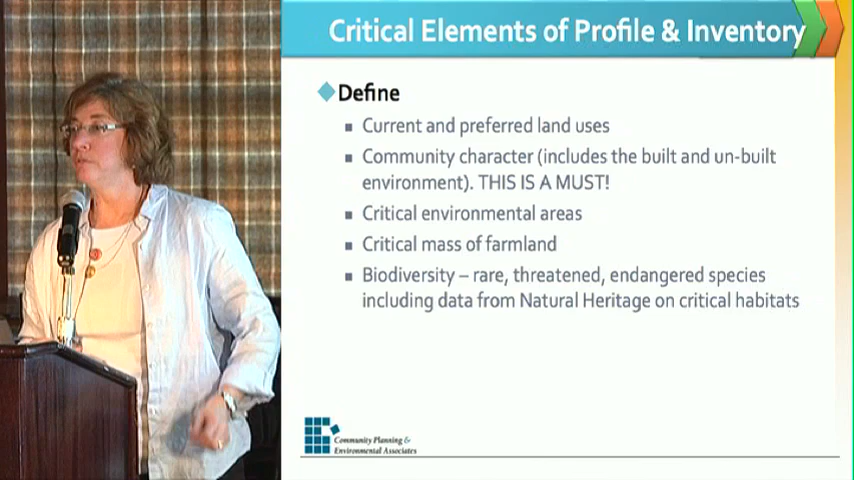 Critical Elements of Profile & Inventory
Define
Current and preferred land uses
Community character (includes the built and un-built
environment). THIS IS A MUST!
Critical environmental areas
Critical mass of farmland
Biodiversity – rare, threatened, endangered species
including data from Natural Heritage on critical habitats
Community Planning &
Environmental Associates